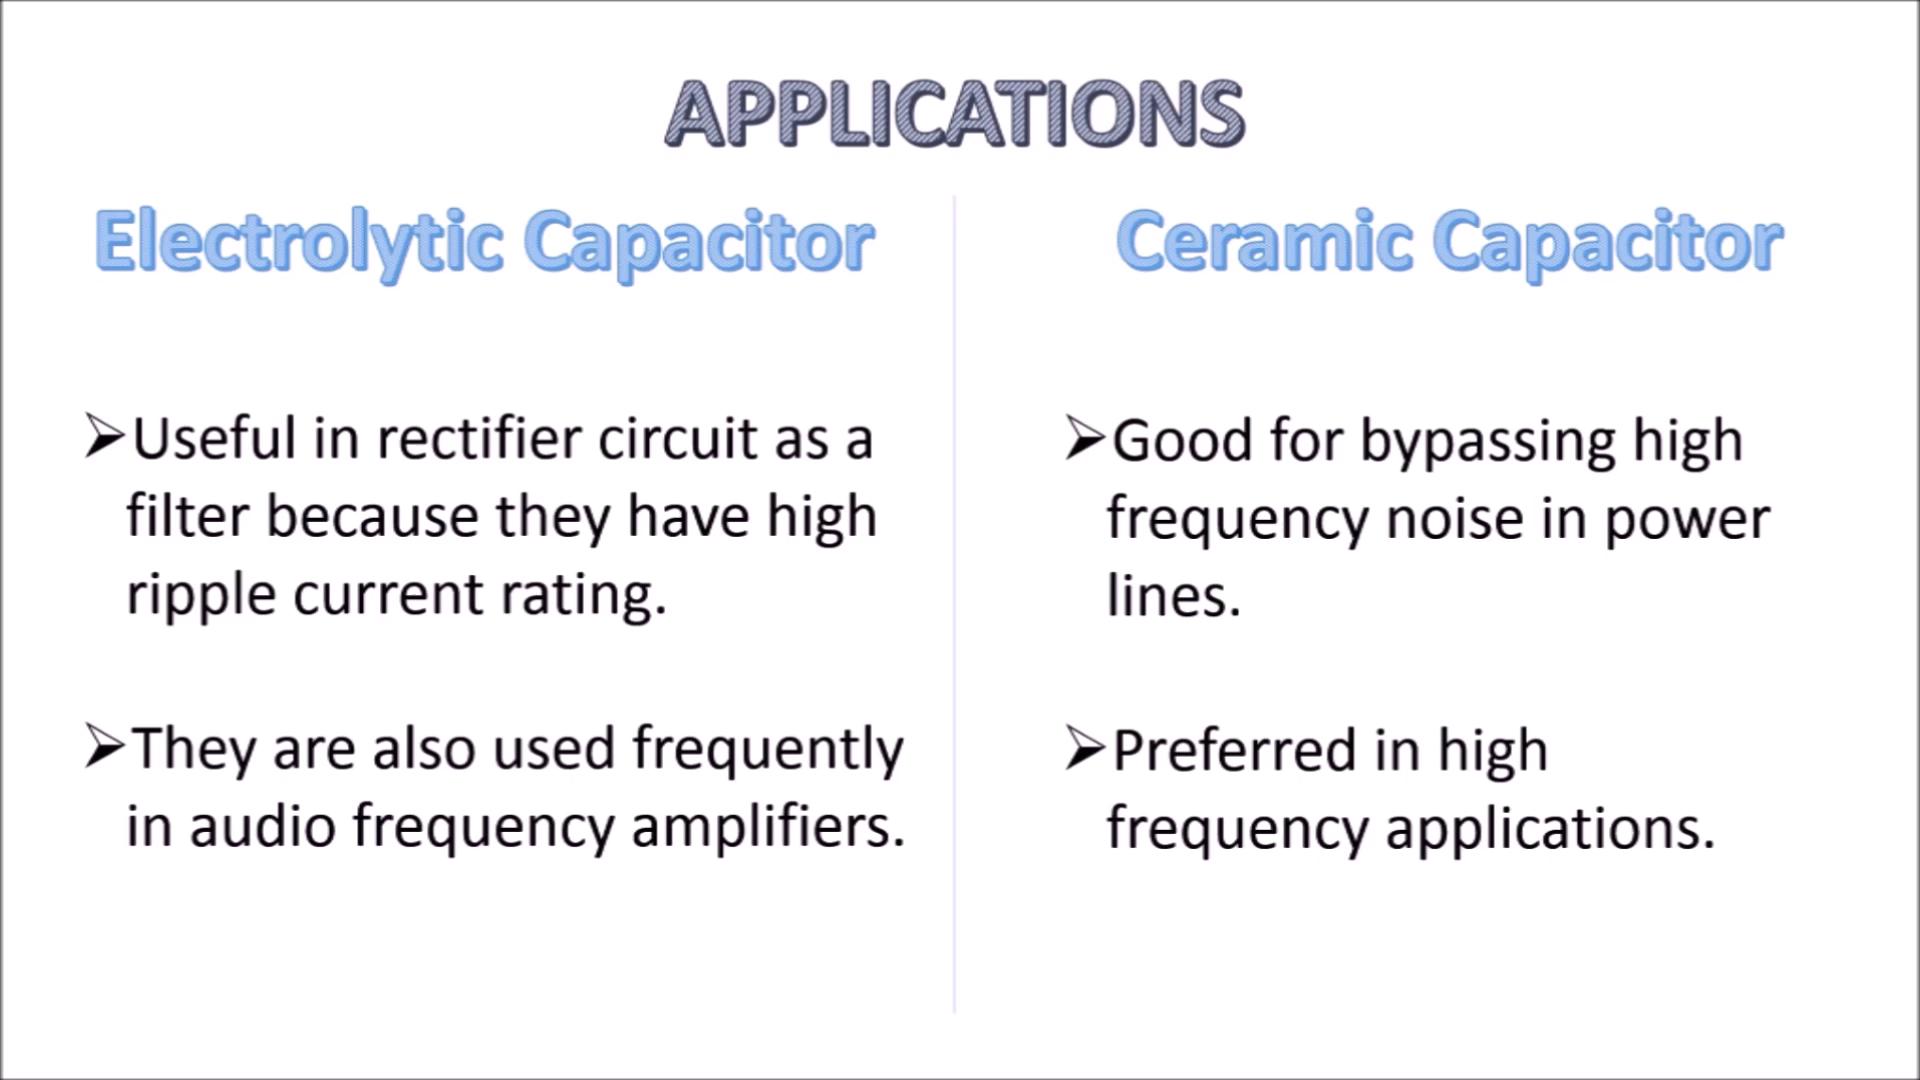 APPLICATIONS
Electrolytic Capacitor
➢Useful in rectifier circuit as a
filter because they have high
ripple current rating.
➢They are also used frequently
in audio frequency amplifiers.
Ceramic Capacitor
➢Good for bypassing high
frequency noise in power
lines.
➢Preferred in high
frequency applications.